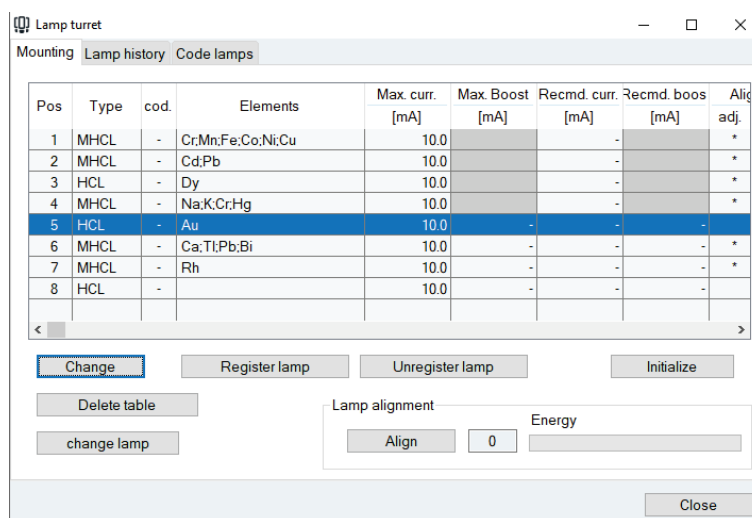 Lamp turret
Mounting Lamp history Code lamps
Pos Type cod. Elements Max. curr. [mA] Max. Boost [mA] Recmd. curr. [mA] Recmd. boos [mA] Alig adj.
1 MHCL - Cr;Mn;Fe;Co;Ni;Cu 10.0 - *
2 MHCL - Cd;Pb 10.0 - *
3 HCL - Dy 10.0 - *
4 MHCL - Na;K;Cr;Hg 10.0 - *
5 HCL - Au 10.0 - - -
6 MHCL - Ca;Tl;Pb;Bi 10.0 - - - *
7 MHCL - Rh 10.0 - - - *
8 HCL - 10.0 - - -
Change Register lamp Unregister lamp Initialize
Delete table
change lamp
Lamp alignment
Energy
Align 0
Close